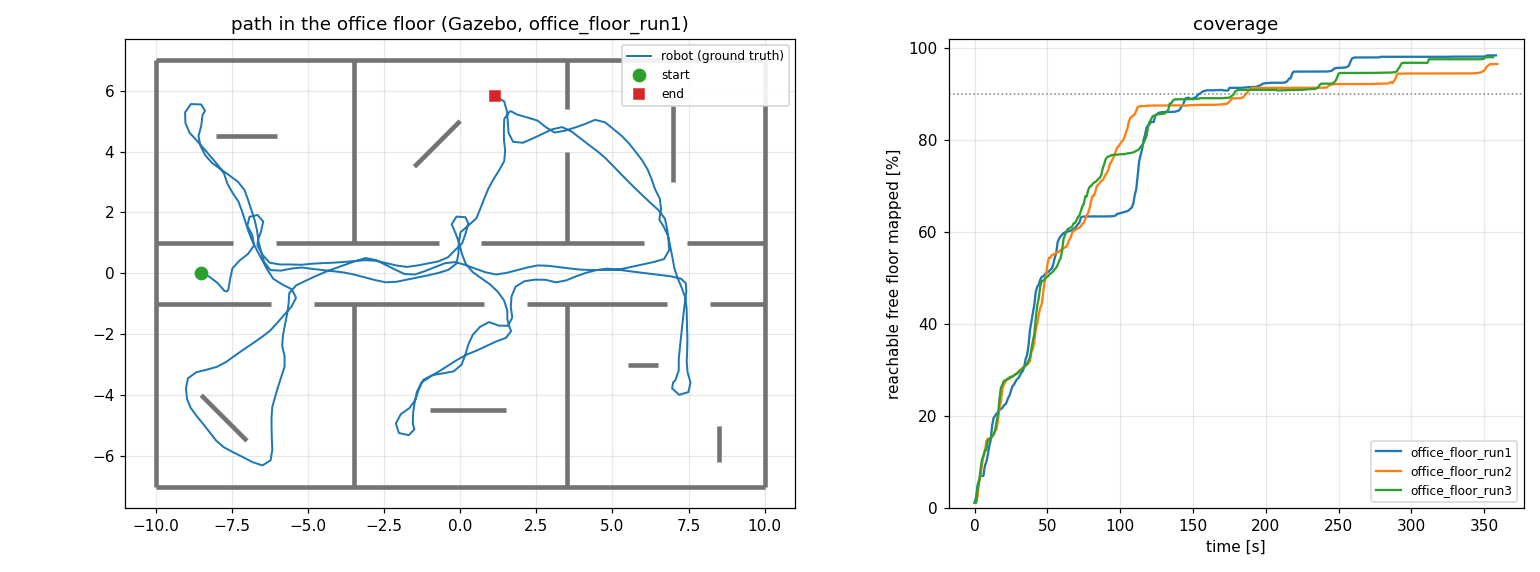 path in the office floor (Gazebo, office_floor_run1)
robot (ground truth)
start
end
6
4
2
0
−2
−4
−6
−10.0 −7.5 −5.0 −2.5 0.0 2.5 5.0 7.5 10.0
coverage
reachable free floor mapped [%]
100
80
60
40
20
0
office_floor_run1
office_floor_run2
office_floor_run3
0 50 100 150 200 250 300 350
time [s]